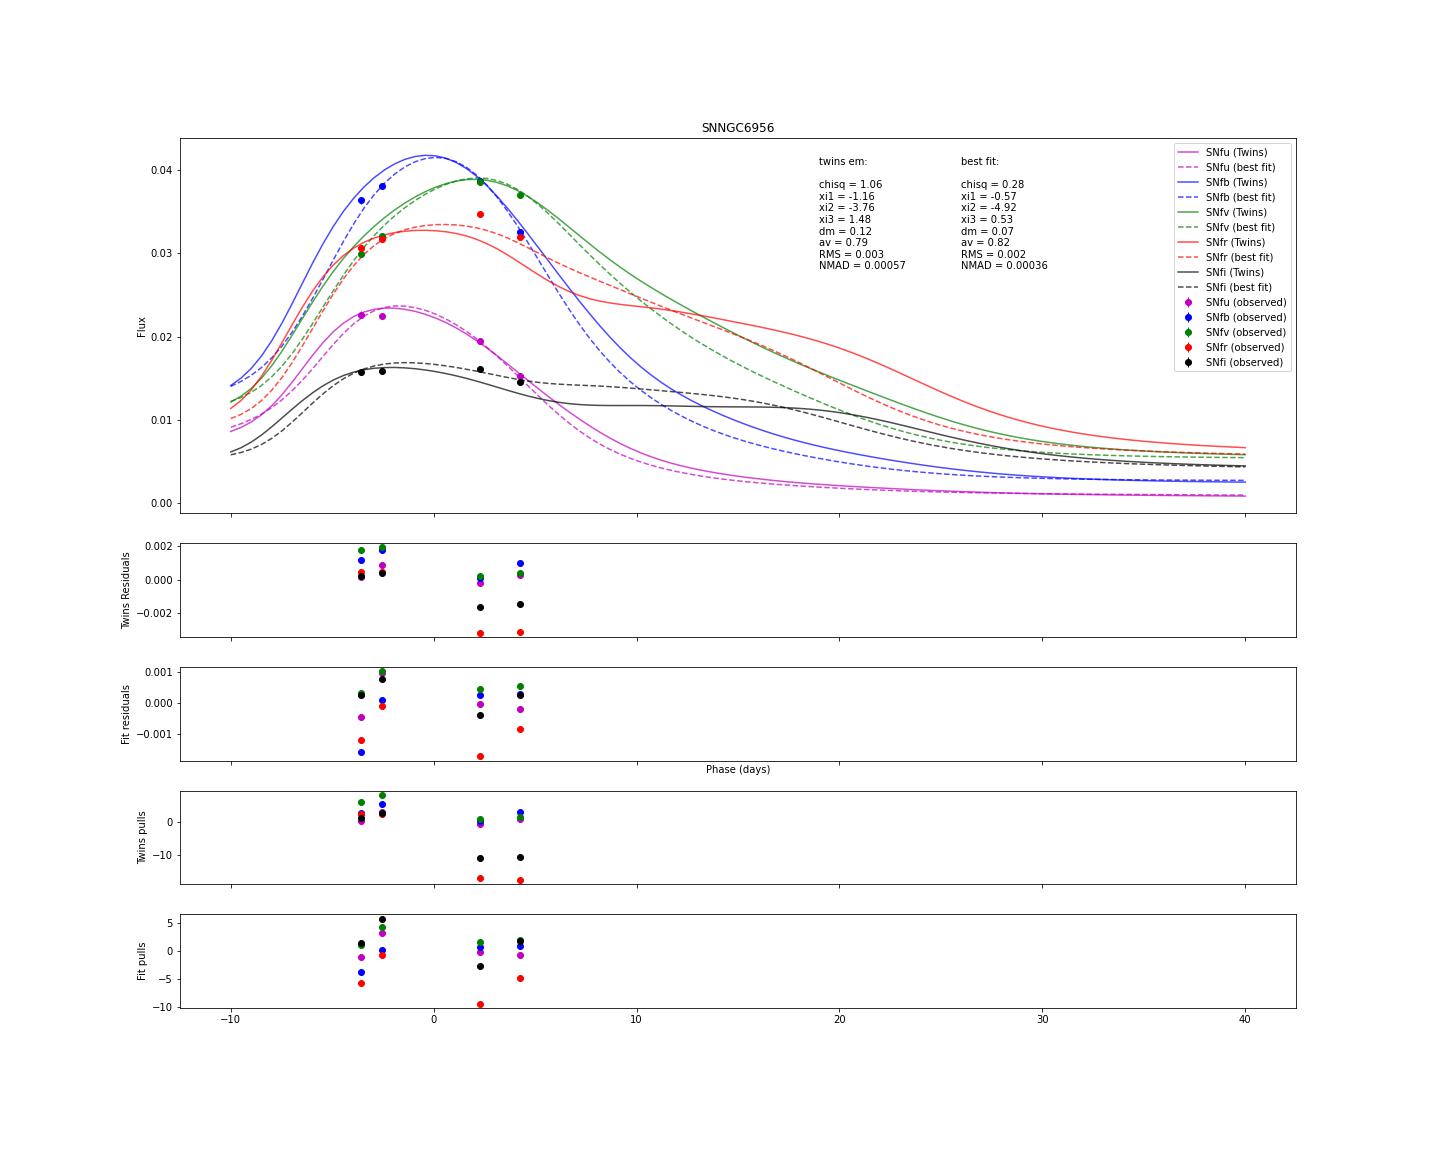 SNNGC6956
Flux
0.04
0.03
0.02
0.01
0.00
twins em:
chisq = 1.06
xi1 = -1.16
xi2 = -3.76
xi3 = 1.48
dm = 0.12
av = 0.79
RMS = 0.003
NMAD = 0.00057
best fit:
chisq = 0.28
xi1 = -0.57
xi2 = -4.92
xi3 = 0.53
dm = 0.07
av = 0.82
RMS = 0.002
NMAD = 0.00036
SNfu (Twins)
SNfu (best fit)
SNfb (Twins)
SNfb (best fit)
SNfv (Twins)
SNfv (best fit)
SNfr (Twins)
SNfr (best fit)
SNfi (Twins)
SNfi (best fit)
SNfu (observed)
SNfb (observed)
SNfv (observed)
SNfr (observed)
SNfi (observed)
Twins Residuals
0.002
0.000
−0.002
Fit residuals
0.001
0.000
−0.001
Phase (days)
Twins pulls
0
−10
Fit pulls
5
0
−5
−10
−10 0 10 20 30 40